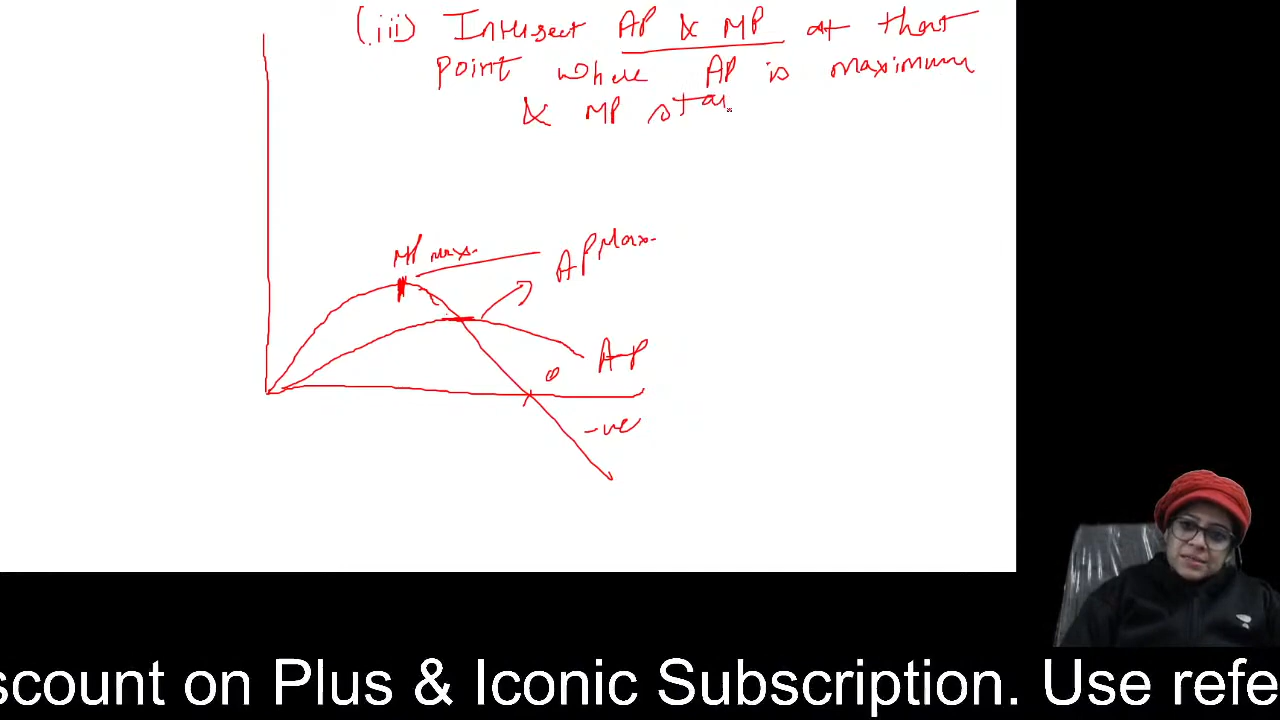 (iii) Intersect AP & MP at that
point where AP is maximum
& MP star
MP max.
AP Max.
AP
0
-ve
scount on Plus & Iconic Subscription. Use refe